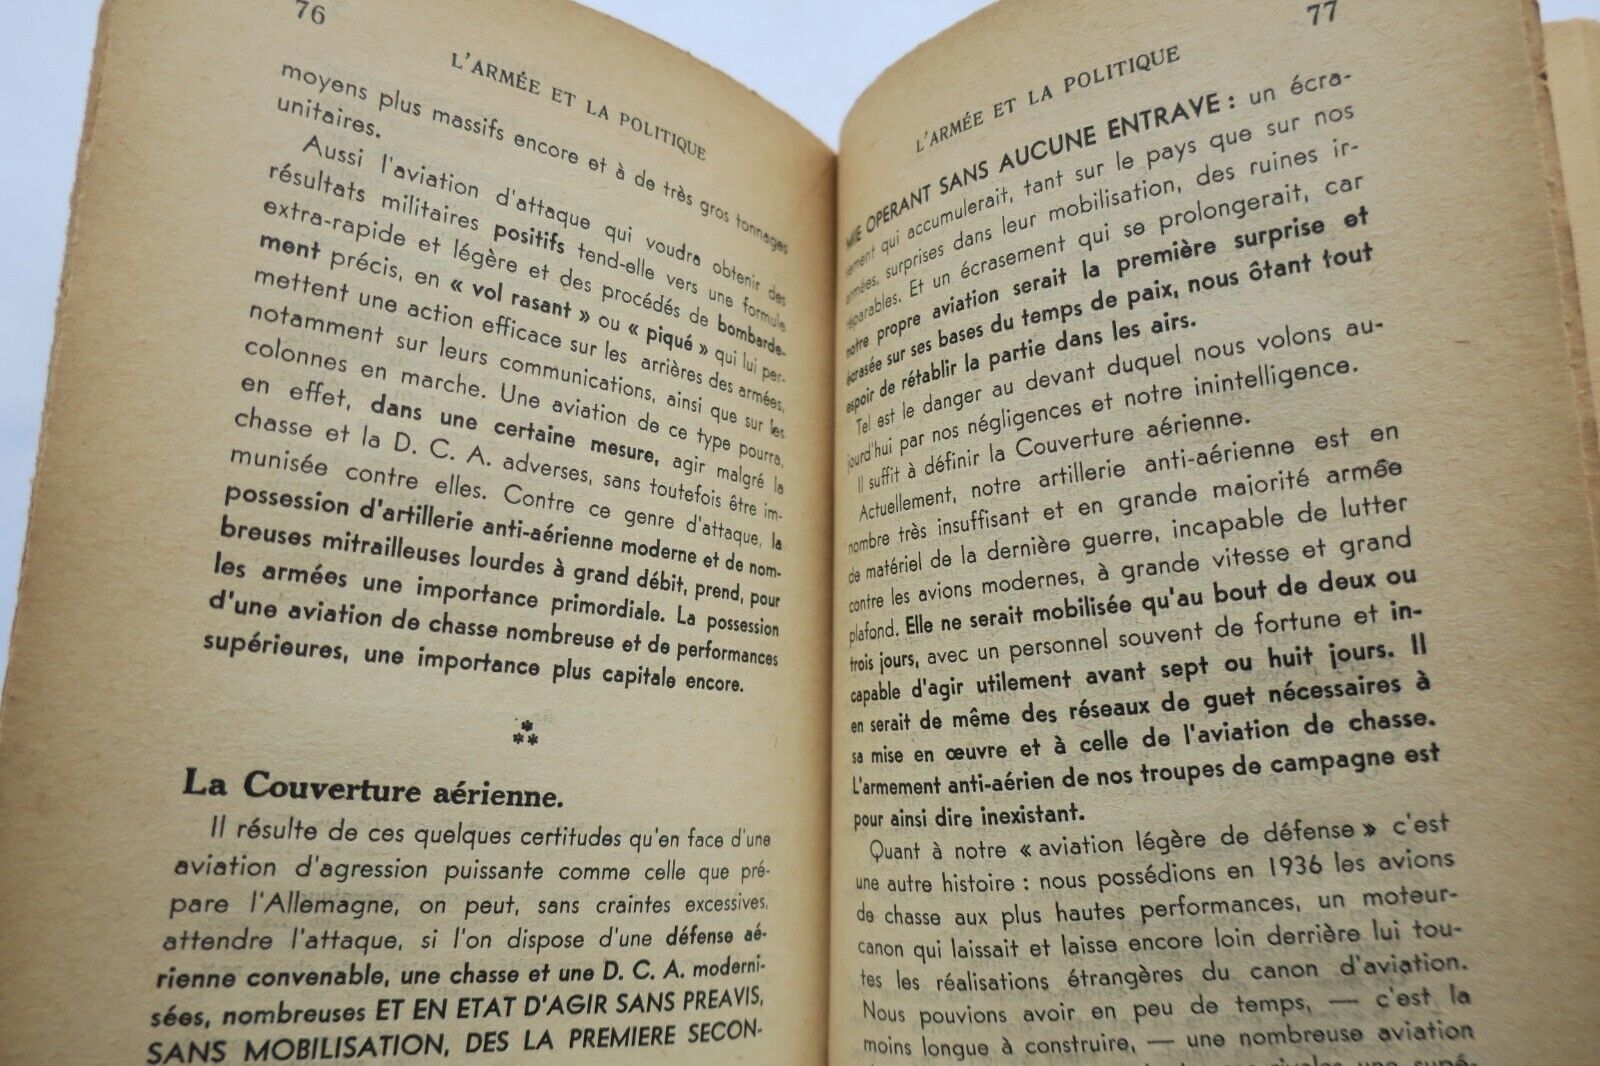 76
L'ARMÉE ET LA POLITIQUE
moyens plus massifs encore et à de très gros tonnages
unitaires.
Aussi l'aviation d'attaque qui voudra obtenir des
résultats militaires positifs tend-elle vers une formule
extra-rapide et légère et des procédés de bombarde-
ment précis, en « vol rasant » ou « piqué » qui lui per-
mettent une action efficace sur les arrières des armées,
notamment sur leurs communications, ainsi que sur les
colonnes en marche. Une aviation de ce type pourra,
en effet, dans une certaine mesure, agir malgré la
chasse et la D. C. A. adverses, sans toutefois être im-
munisée contre elles. Contre ce genre d'attaque, la
possession d'artillerie anti-aérienne moderne et de nom-
breuses mitrailleuses lourdes à grand débit, prend, pour
les armées une importance primordiale. La possession
d'une aviation de chasse nombreuse et de performances
supérieures, une importance plus capitale encore.
La Couverture aérienne.
Il résulte de ces quelques certitudes qu'en face d'une
aviation d'agression puissante comme celle que pré-
pare l'Allemagne, on peut, sans craintes excessives,
attendre l'attaque, si l'on dispose d'une défense aé-
rienne convenable, une chasse et une D. C. A. moderni-
sées, nombreuses ET EN ETAT D'AGIR SANS PREAVIS,
SANS MOBILISATION, DES LA PREMIERE SECON-
77
L'ARMÉE ET LA POLITIQUE
MIE OPERANT SANS AUCUNE ENTRAVE : un écra-
sement qui accumulerait, tant sur le pays que sur nos
armées, surprises dans leur mobilisation, des ruines ir-
réparables. Et un écrasement qui se prolongerait, car
notre propre aviation serait la première surprise et
écrasée sur ses bases du temps de paix, nous ôtant tout
espoir de rétablir la partie dans les airs.
Tel est le danger au devant duquel nous volons au-
jourd'hui par nos négligences et notre inintelligence.
Il suffit à définir la Couverture aérienne.
Actuellement, notre artillerie anti-aérienne est en
nombre très insuffisant et en grande majorité armée
de matériel de la dernière guerre, incapable de lutter
contre les avions modernes, à grande vitesse et grand
plafond. Elle ne serait mobilisée qu'au bout de deux ou
trois jours, avec un personnel souvent de fortune et in-
capable d'agir utilement avant sept ou huit jours. Il
en serait de même des réseaux de guet nécessaires à
sa mise en œuvre et à celle de l'aviation de chasse.
L'armement anti-aérien de nos troupes de campagne est
pour ainsi dire inexistant.
Quant à notre « aviation légère de défense » c'est
une autre histoire : nous possédions en 1936 les avions
de chasse aux plus hautes performances, un moteur-
canon qui laissait et laisse encore loin derrière lui tou-
tes les réalisations étrangères du canon d'aviation.
Nous pouvions avoir en peu de temps, — c'est la
moins longue à construire, — une nombreuse aviation